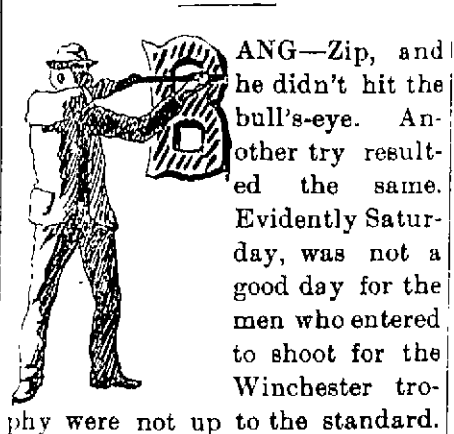 BANG—Zip, and
he didn't hit the
bull's-eye. An-
other try result-
ed the same.
Evidently Satur-
day, was not a
good day for the
men who entered
to shoot for the
Winchester tro-
phy were not up to the standard.